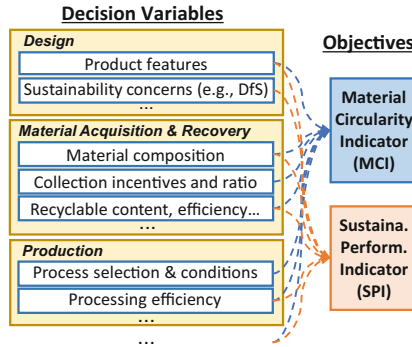 Decision Variables
Design
Product features
Sustainability concerns (e.g., DfS)
...
Material Acquisition & Recovery
Material composition
Collection incentives and ratio
Recyclable content, efficiency...
...
Production
Process selection & conditions
Processing efficiency
...
...
Objectives
Material
Circularity
Indicator
(MCI)
Sustaina.
Perform.
Indicator
(SPI)